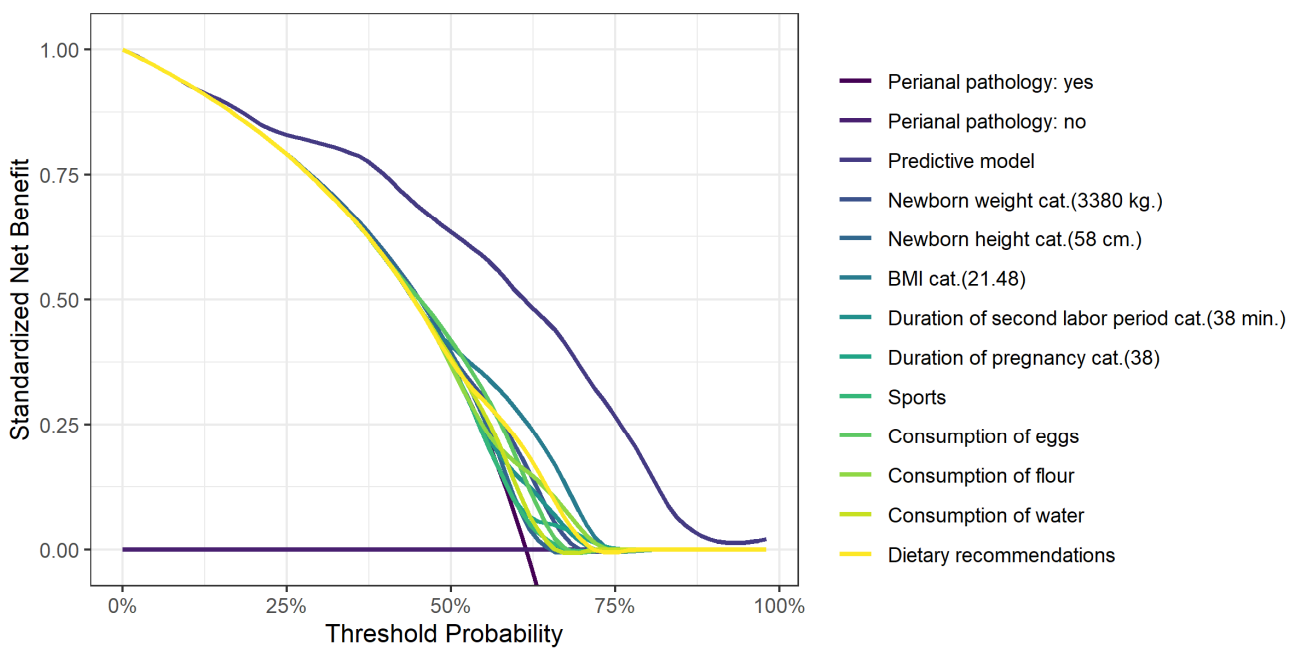 Standardized Net Benefit
1.00
0.75
0.50
0.25
0.00
0%
25%
50%
75%
100%
Threshold Probability
Perianal pathology: yes
Perianal pathology: no
Predictive model
Newborn weight cat.(3380 kg.)
Newborn height cat.(58 cm.)
BMI cat.(21.48)
Duration of second labor period cat.(38 min.)
Duration of pregnancy cat.(38)
Sports
Consumption of eggs
Consumption of flour
Consumption of water
Dietary recommendations